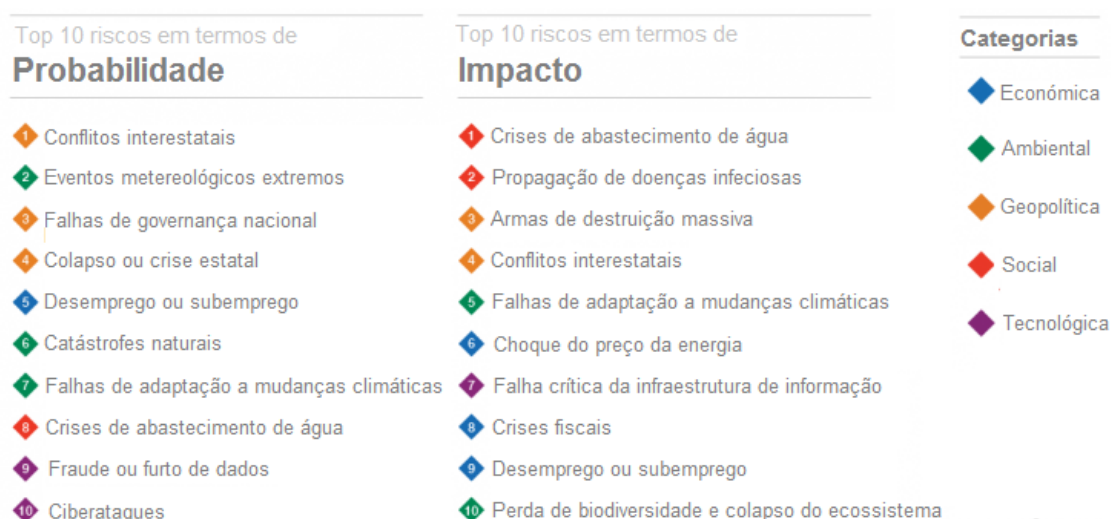 Top 10 riscos em termos de
Probabilidade
1 Conflitos interestatais
2 Eventos metereológicos extremos
3 Falhas de governança nacional
4 Colapso ou crise estatal
5 Desemprego ou subemprego
6 Catástrofes naturais
7 Falhas de adaptação a mudanças climáticas
8 Crises de abastecimento de água
9 Fraude ou furto de dados
10 Ciberataques
Top 10 riscos em termos de
Impacto
1 Crises de abastecimento de água
2 Propagação de doenças infeciosas
3 Armas de destruição massiva
4 Conflitos interestatais
5 Falhas de adaptação a mudanças climáticas
6 Choque do preço da energia
7 Falha crítica da infraestrutura de informação
8 Crises fiscais
9 Desemprego ou subemprego
10 Perda de biodiversidade e colapso do ecossistema
Categorias
Económica
Ambiental
Geopolítica
Social
Tecnológica